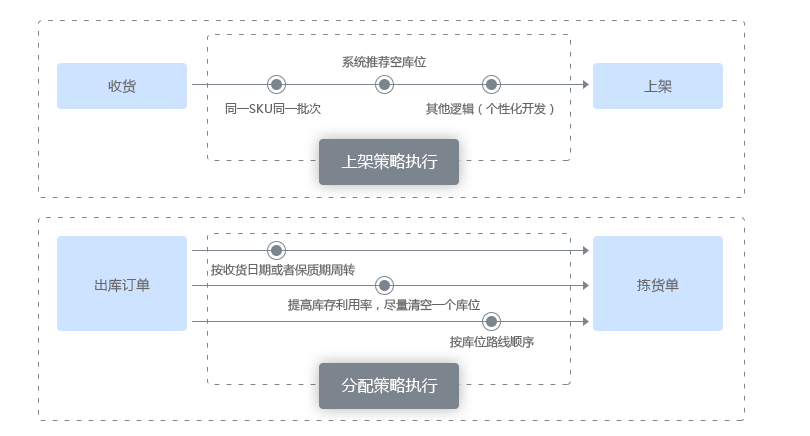 系统推荐空库位
收货
上架
同一SKU同一批次
其他逻辑（个性化开发）
上架策略执行
出库订单
按收货日期或者保质期周转
拣货单
提高库存利用率，尽量清空一个库位
按库位路线顺序
分配策略执行